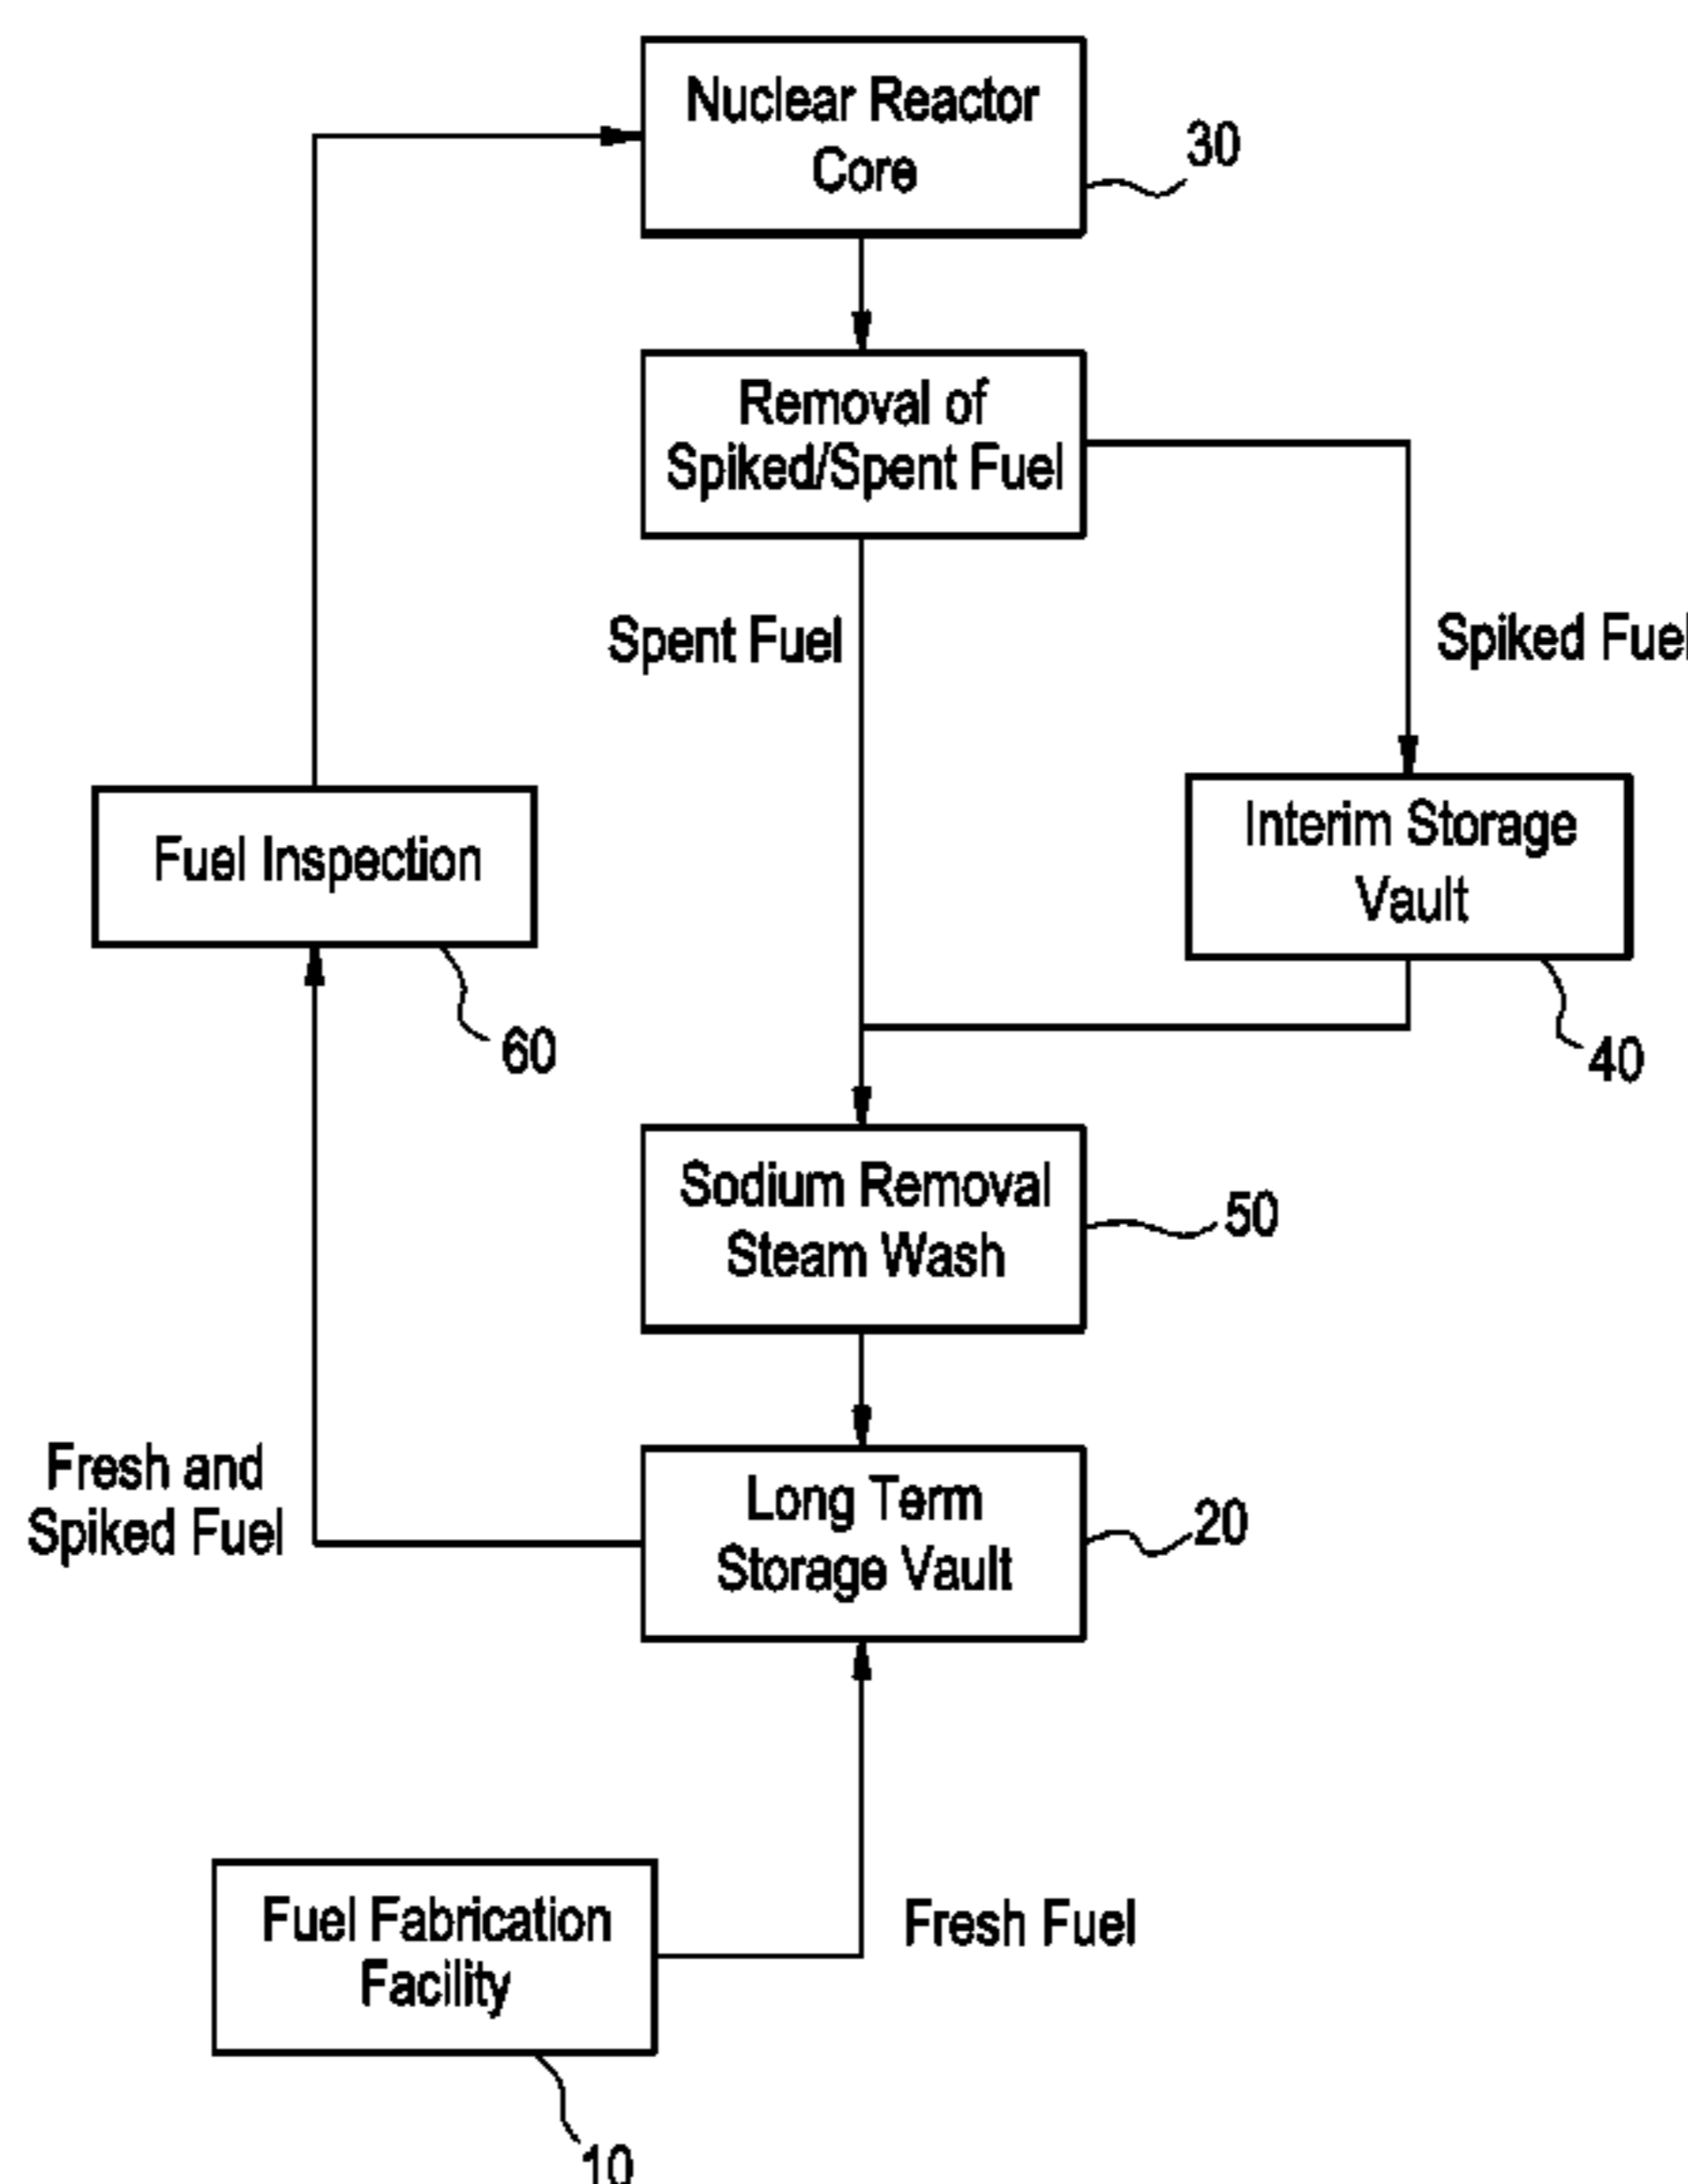 Nuclear Reactor
Core
30
Removal of
Spiked/Spent Fuel
Spent Fuel
Spiked Fuel
Fuel Inspection
60
Interim Storage
Vault
40
Sodium Removal
Steam Wash
50
Fresh and
Spiked Fuel
Long Term
Storage Vault
20
Fuel Fabrication
Facility
Fresh Fuel
10